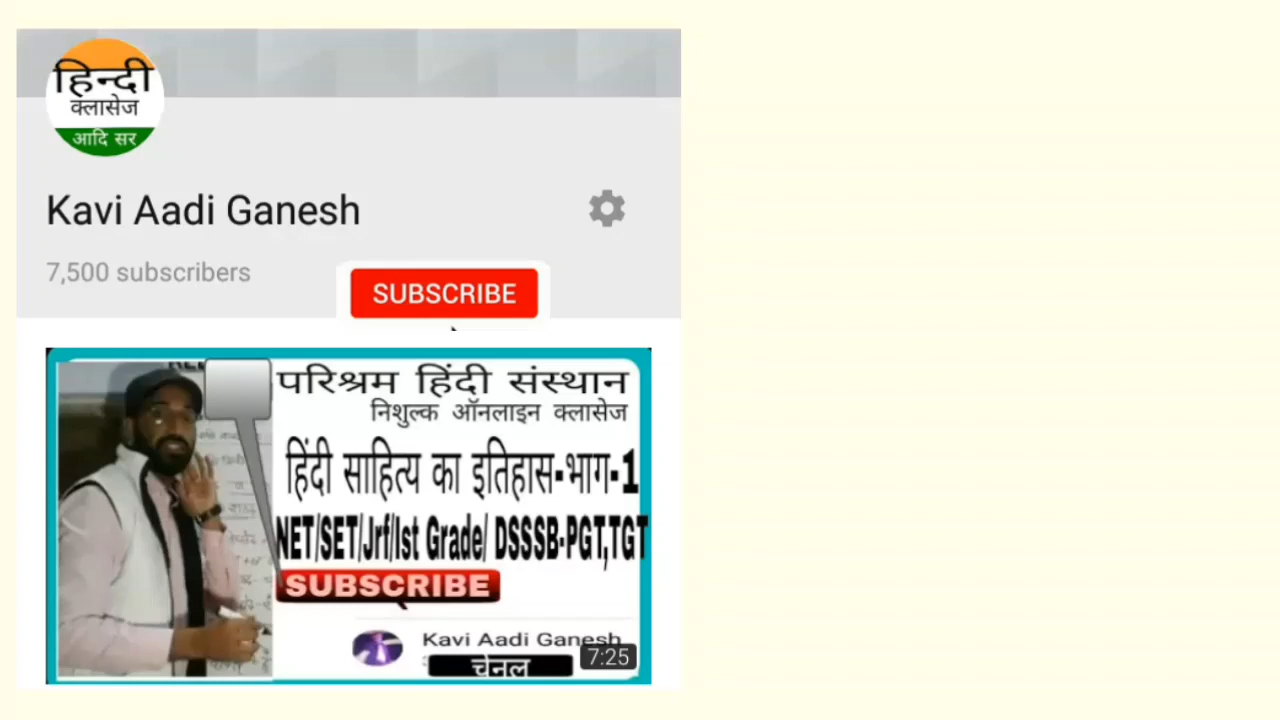 हिन्दी
क्लासेज
आदि सर
Kavi Aadi Ganesh
7,500 subscribers
SUBSCRIBE
परिश्रम हिंदी संस्थान
निशुल्क ऑनलाइन क्लासेज
हिंदी साहित्य का इतिहास-भाग-1
NET/SET/Jrf/Ist Grade/ DSSSB-PGT,TGT
SUBSCRIBE
Kavi Aadi Ganesh
चेनल
7:25